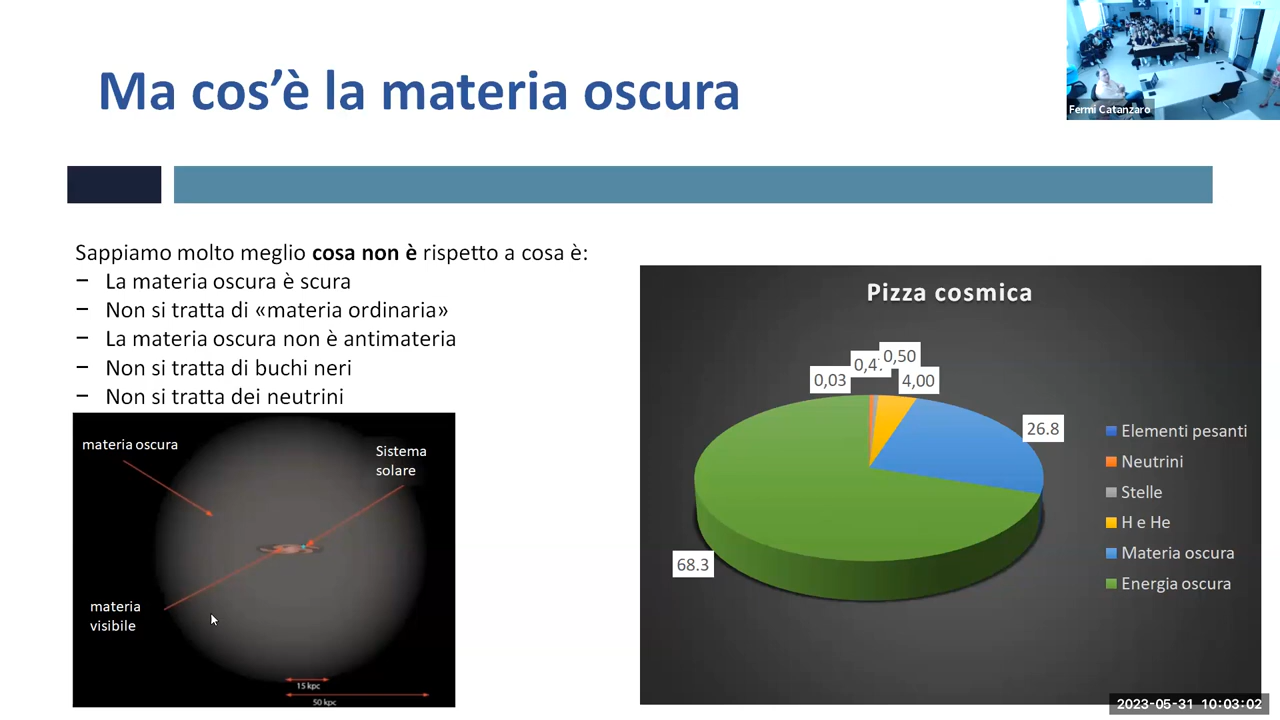 Ma cos’è la materia oscura
Fermi Catanzaro
Sappiamo molto meglio cosa non è rispetto a cosa è:
– La materia oscura è scura
– Non si tratta di «materia ordinaria»
– La materia oscura non è antimateria
– Non si tratta di buchi neri
– Non si tratta dei neutrini
materia oscura
Sistema
solare
materia
visibile
15 kpc
50 kpc
Pizza cosmica
0,03
0,50
4,00
26.8
68.3
Elementi pesanti
Neutrini
Stelle
H e He
Materia oscura
Energia oscura
2023-05-31 10:03:02